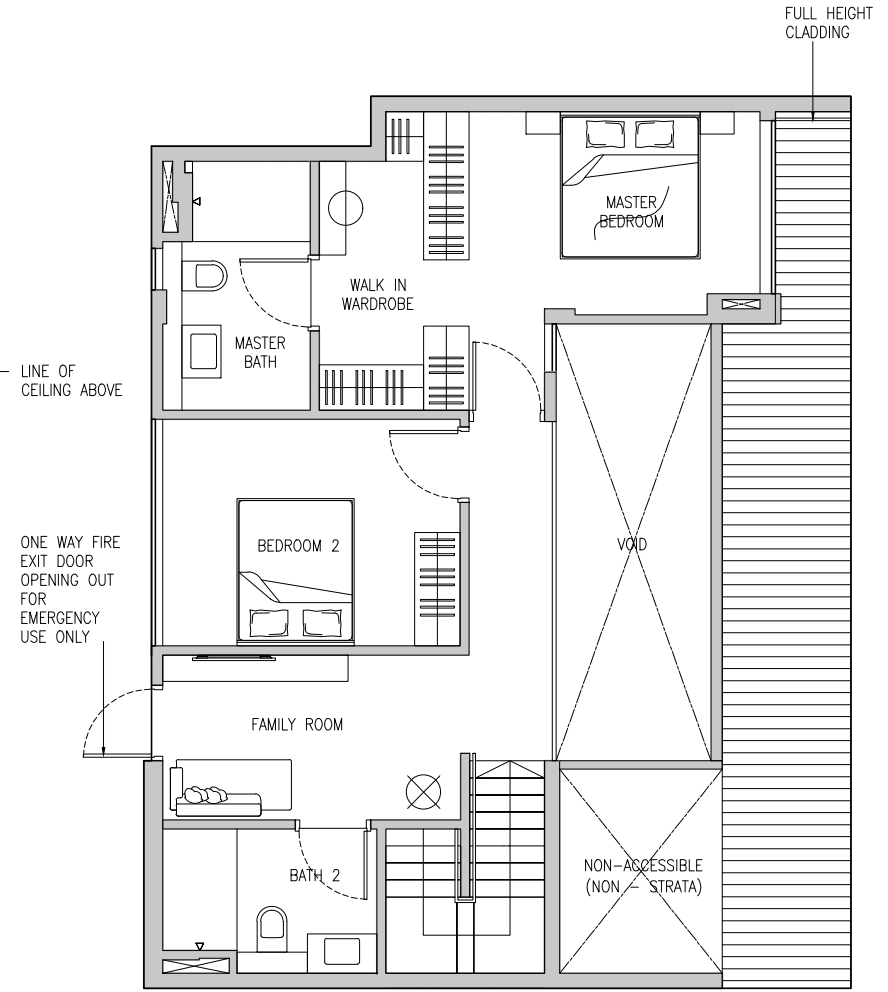 FULL HEIGHT
CLADDING
MASTER
BEDROOM
WALK IN
WARDROBE
MASTER
BATH
LINE OF
CEILING ABOVE
ONE WAY FIRE
EXIT DOOR
OPENING OUT
FOR
EMERGENCY
USE ONLY
BEDROOM 2
VOID
FAMILY ROOM
BATH 2
NON-ACCESSIBLE
(NON - STRATA)